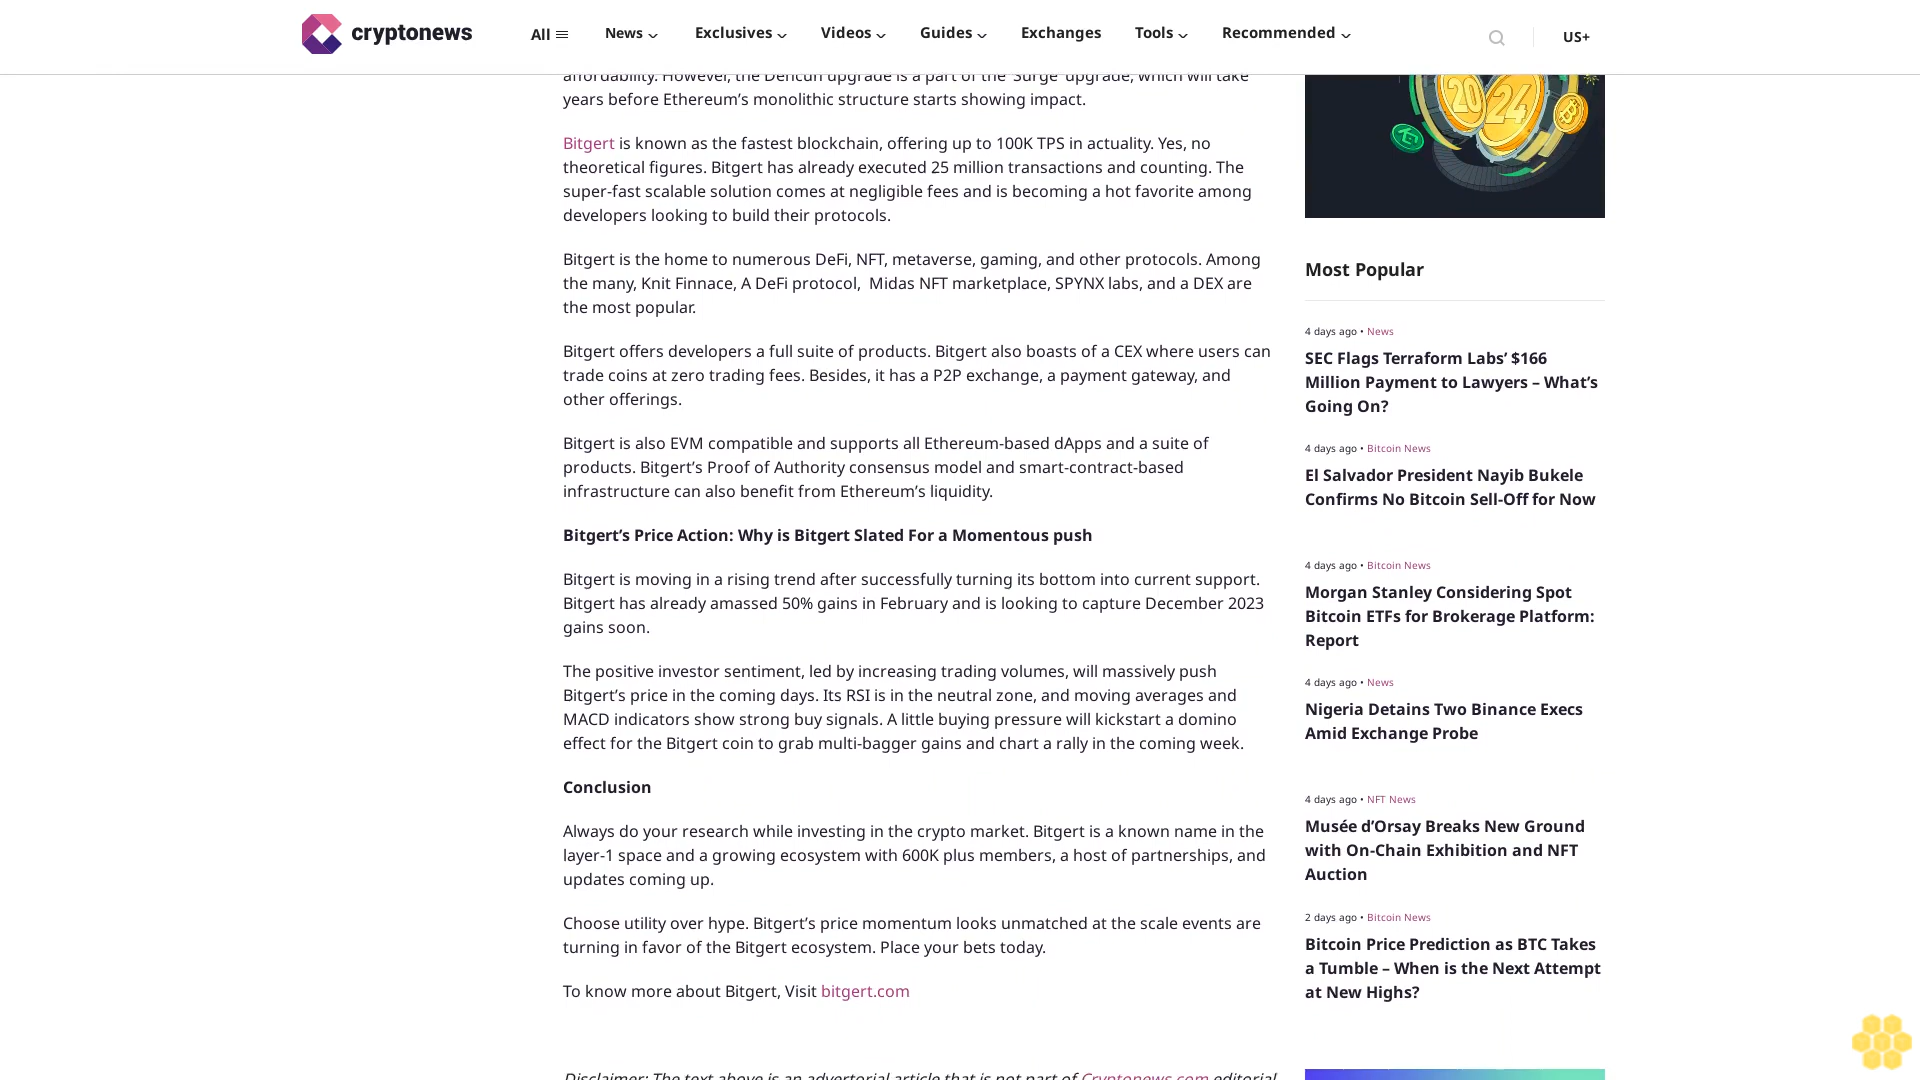 cryptonews
All
News
Exclusives
Videos
Guides
Exchanges
Tools
Recommended
US+
affordability. However, the Dencun upgrade is a part of the 'Surge' upgrade, which will take
years before Ethereum’s monolithic structure starts showing impact.
Bitgert is known as the fastest blockchain, offering up to 100K TPS in actuality. Yes, no
theoretical figures. Bitgert has already executed 25 million transactions and counting. The
super-fast scalable solution comes at negligible fees and is becoming a hot favorite among
developers looking to build their protocols.
Bitgert is the home to numerous DeFi, NFT, metaverse, gaming, and other protocols. Among
the many, Knit Finnace, A DeFi protocol,  Midas NFT marketplace, SPYNX labs, and a DEX are
the most popular.
Bitgert offers developers a full suite of products. Bitgert also boasts of a CEX where users can
trade coins at zero trading fees. Besides, it has a P2P exchange, a payment gateway, and
other offerings.
Bitgert is also EVM compatible and supports all Ethereum-based dApps and a suite of
products. Bitgert’s Proof of Authority consensus model and smart-contract-based
infrastructure can also benefit from Ethereum’s liquidity.
Bitgert’s Price Action: Why is Bitgert Slated For a Momentous push
Bitgert is moving in a rising trend after successfully turning its bottom into current support.
Bitgert has already amassed 50% gains in February and is looking to capture December 2023
gains soon.
The positive investor sentiment, led by increasing trading volumes, will massively push
Bitgert’s price in the coming days. Its RSI is in the neutral zone, and moving averages and
MACD indicators show strong buy signals. A little buying pressure will kickstart a domino
effect for the Bitgert coin to grab multi-bagger gains and chart a rally in the coming week.
Conclusion
Always do your research while investing in the crypto market. Bitgert is a known name in the
layer-1 space and a growing ecosystem with 600K plus members, a host of partnerships, and
updates coming up.
Choose utility over hype. Bitgert’s price momentum looks unmatched at the scale events are
turning in favor of the Bitgert ecosystem. Place your bets today.
To know more about Bitgert, Visit bitgert.com
Disclaimer: The text above is an advertorial article that is not part of Cryptonews.com editorial
20
24
Most Popular
4 days ago • News
SEC Flags Terraform Labs’ $166
Million Payment to Lawyers – What’s
Going On?
4 days ago • Bitcoin News
El Salvador President Nayib Bukele
Confirms No Bitcoin Sell-Off for Now
4 days ago • Bitcoin News
Morgan Stanley Considering Spot
Bitcoin ETFs for Brokerage Platform:
Report
4 days ago • News
Nigeria Detains Two Binance Execs
Amid Exchange Probe
4 days ago • NFT News
Musée d’Orsay Breaks New Ground
with On-Chain Exhibition and NFT
Auction
2 days ago • Bitcoin News
Bitcoin Price Prediction as BTC Takes
a Tumble – When is the Next Attempt
at New Highs?